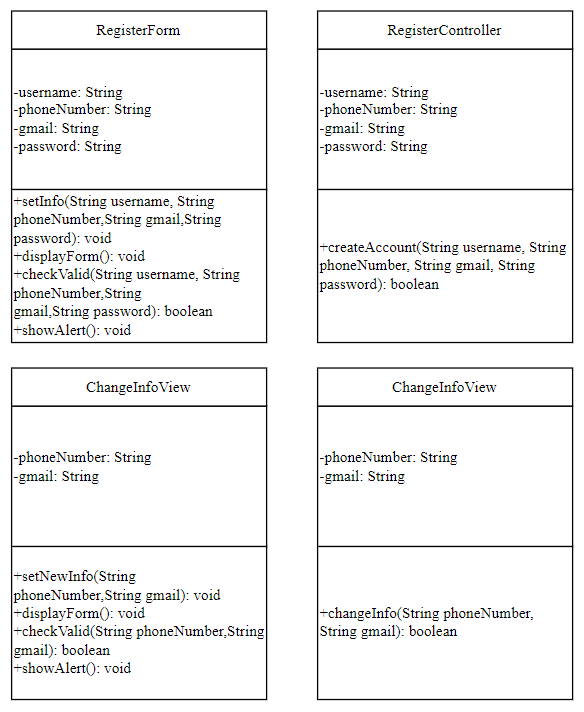 RegisterForm
-username: String
-phoneNumber: String
-gmail: String
-password: String
+setInfo(String username, String
phoneNumber,String gmail,String
password): void
+displayForm(): void
+checkValid(String username, String
phoneNumber,String
gmail,String password): boolean
+showAlert(): void
RegisterController
-username: String
-phoneNumber: String
-gmail: String
-password: String
+createAccount(String username, String
phoneNumber, String gmail, String
password): boolean
ChangeInfoView
-phoneNumber: String
-gmail: String
+setNewInfo(String
phoneNumber,String gmail): void
+displayForm(): void
+checkValid(String phoneNumber,String
gmail): boolean
+showAlert(): void
ChangeInfoView
-phoneNumber: String
-gmail: String
+changeInfo(String phoneNumber,
String gmail): boolean